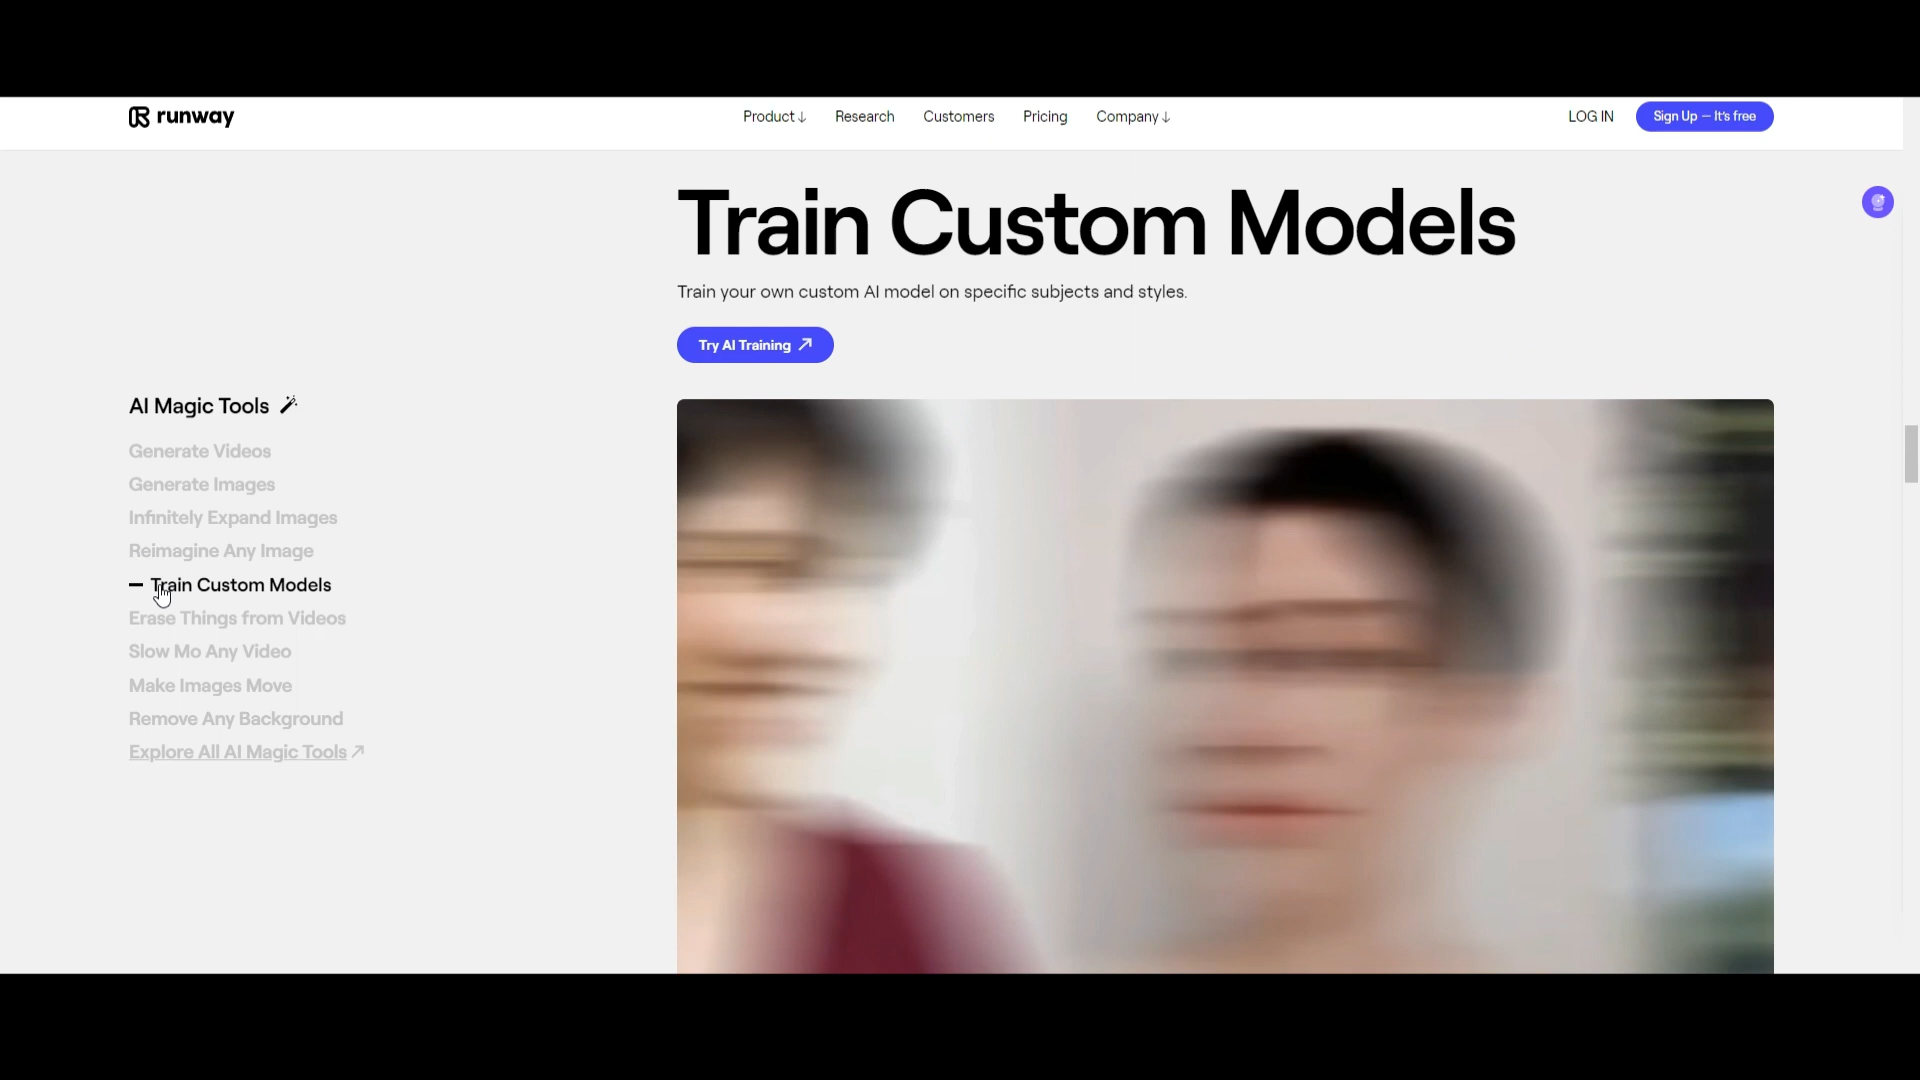 runway
Product ↓ Research Customers Pricing Company ↓
LOG IN
Sign Up — It's free
Train Custom Models
Train your own custom AI model on specific subjects and styles.
Try AI Training ↗
AI Magic Tools
Generate Videos
Generate Images
Infinitely Expand Images
Reimagine Any Image
— Train Custom Models
Erase Things from Videos
Slow Mo Any Video
Make Images Move
Remove Any Background
Explore All AI Magic Tools ↗